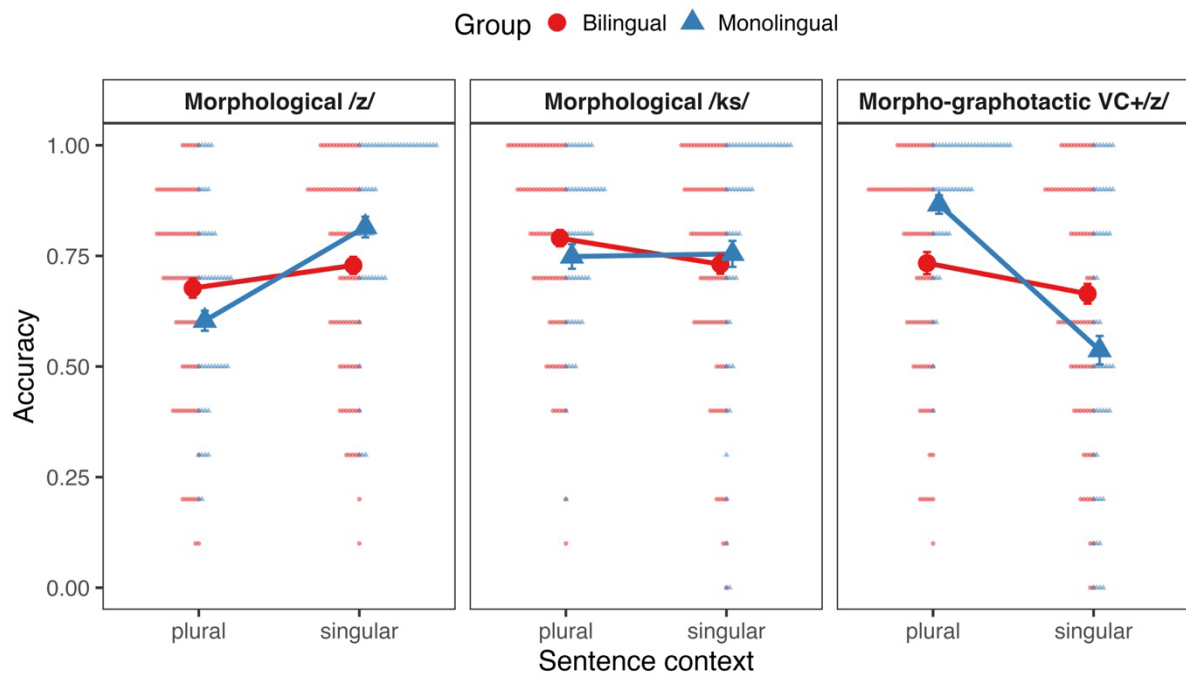 Group Bilingual Monolingual
Morphological /z/ Morphological /ks/ Morpho-graphotactic VC+/z/
1.00
0.75
0.50
0.25
0.00
Accuracy
plural singular plural singular plural singular
Sentence context